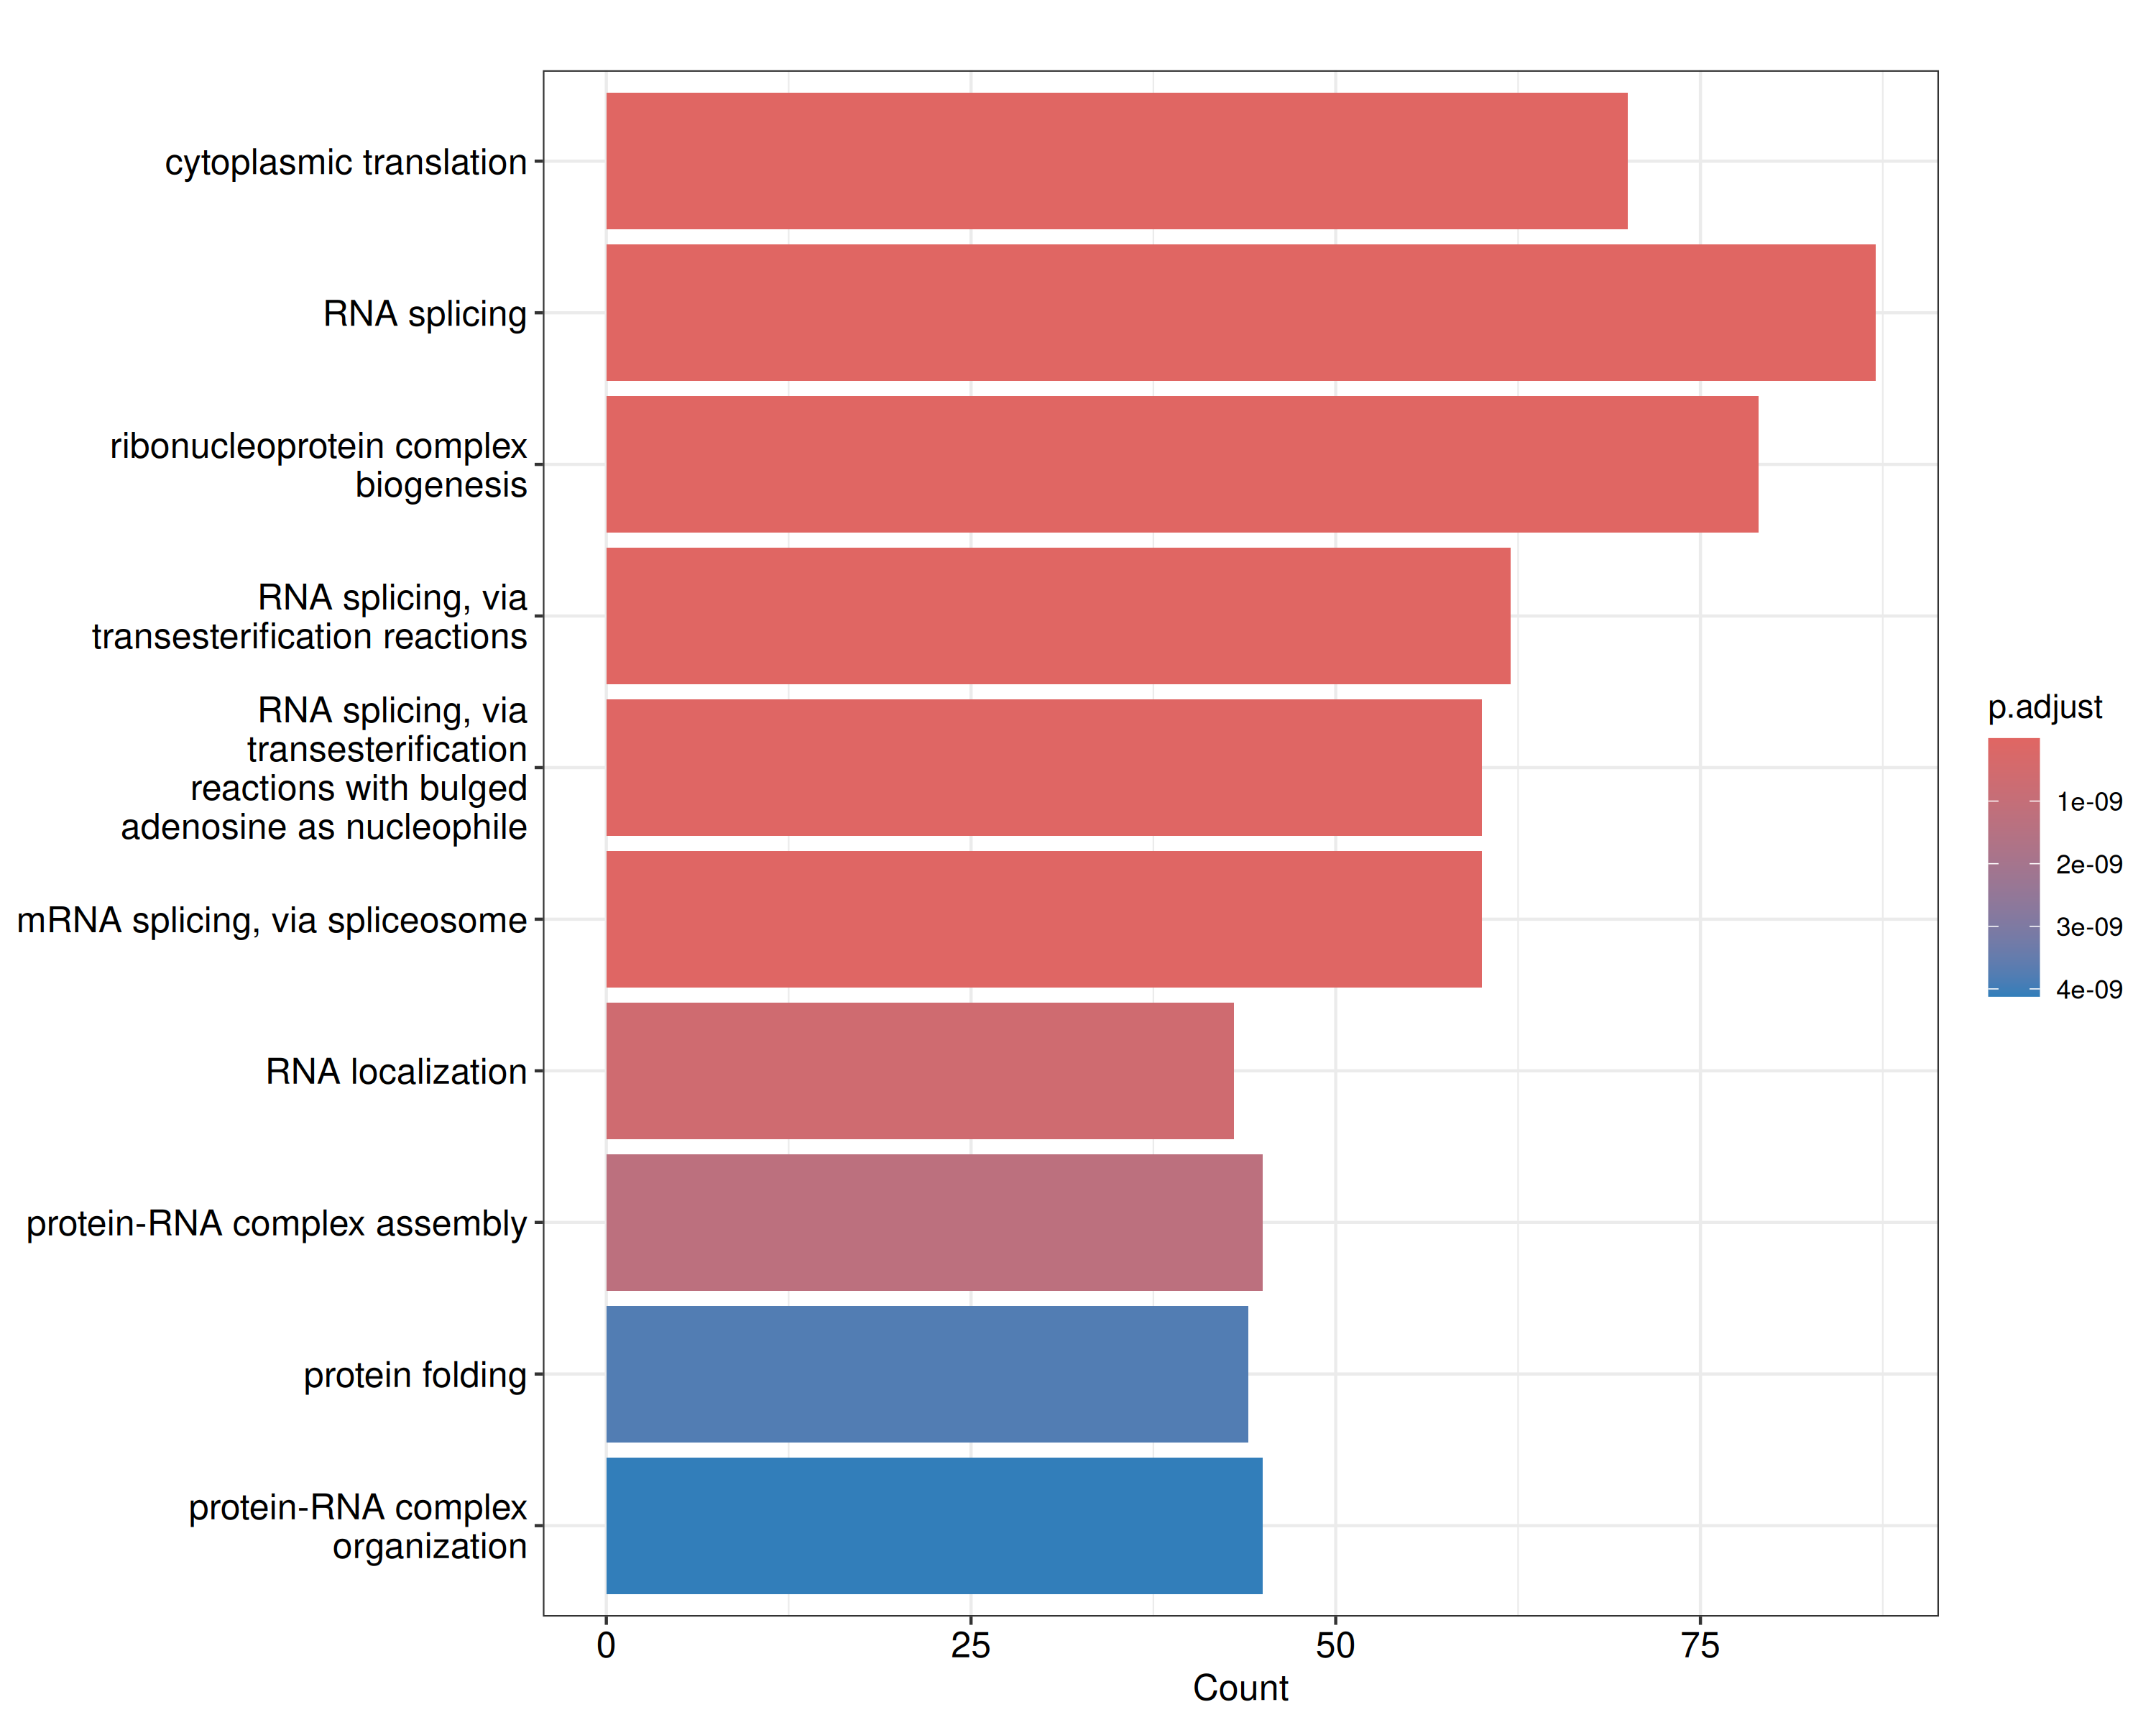 cytoplasmic translation
RNA splicing
ribonucleoprotein complex
biogenesis
RNA splicing, via
transesterification reactions
RNA splicing, via
transesterification
reactions with bulged
adenosine as nucleophile
mRNA splicing, via spliceosome
RNA localization
protein-RNA complex assembly
protein folding
protein-RNA complex
organization
0 25 50 75
Count
p.adjust
1e-09
2e-09
3e-09
4e-09